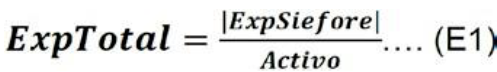 ExpTotal = |ExpSiefore| / Activo .... (E1)